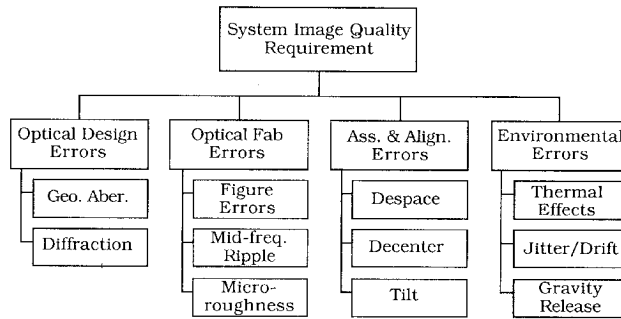 System Image Quality
Requirement
Optical Design
Errors
Geo. Aber.
Diffraction
Optical Fab
Errors
Figure
Errors
Mid-freq.
Ripple
Micro-
roughness
Ass. & Align.
Errors
Despace
Decenter
Tilt
Environmental
Errors
Thermal
Effects
Jitter/Drift
Gravity
Release